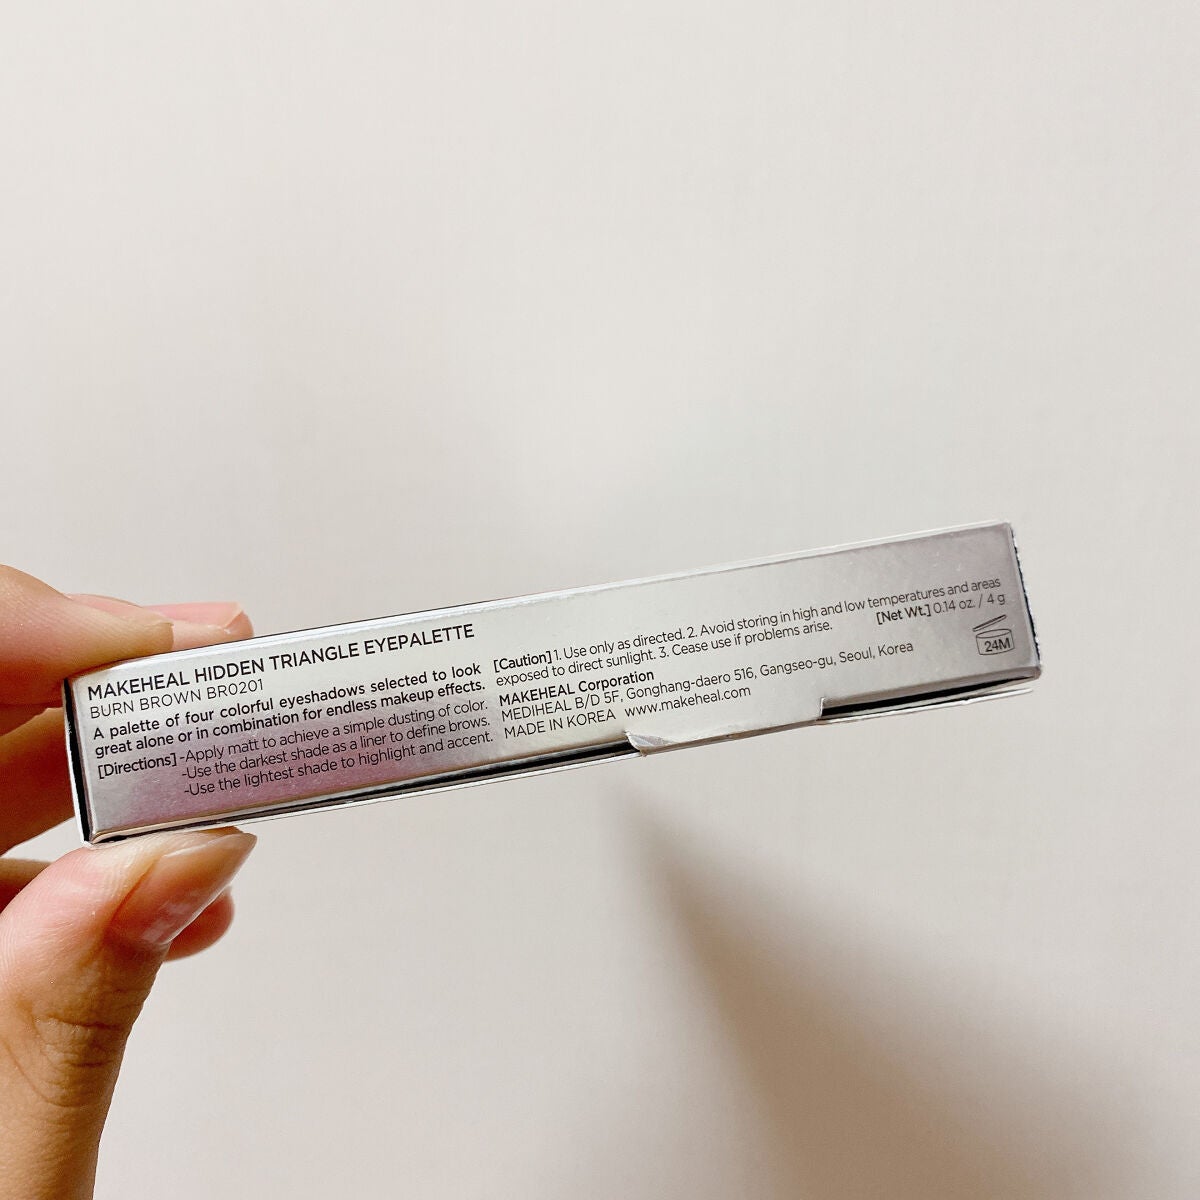 MAKEHEAL HIDDEN TRIANGLE EYEPALETTE
BURN BROWN BR0201
A palette of four colorful eyeshadows selected to look
great alone or in combination for endless makeup effects.
[Directions] -Apply matt to achieve a simple dusting of color.
-Use the darkest shade as a liner to define brows.
-Use the lightest shade to highlight and accent.
[Caution] 1. Use only as directed. 2. Avoid storing in high and low temperatures and areas
exposed to direct sunlight. 3. Cease use if problems arise.
[Net Wt.] 0.14 oz. / 4 g
MAKEHEAL Corporation
MEDIHEAL B/D 5F, Gonghang-daero 516, Gangseo-gu, Seoul, Korea
MADE IN KOREA www.makeheal.com
24M